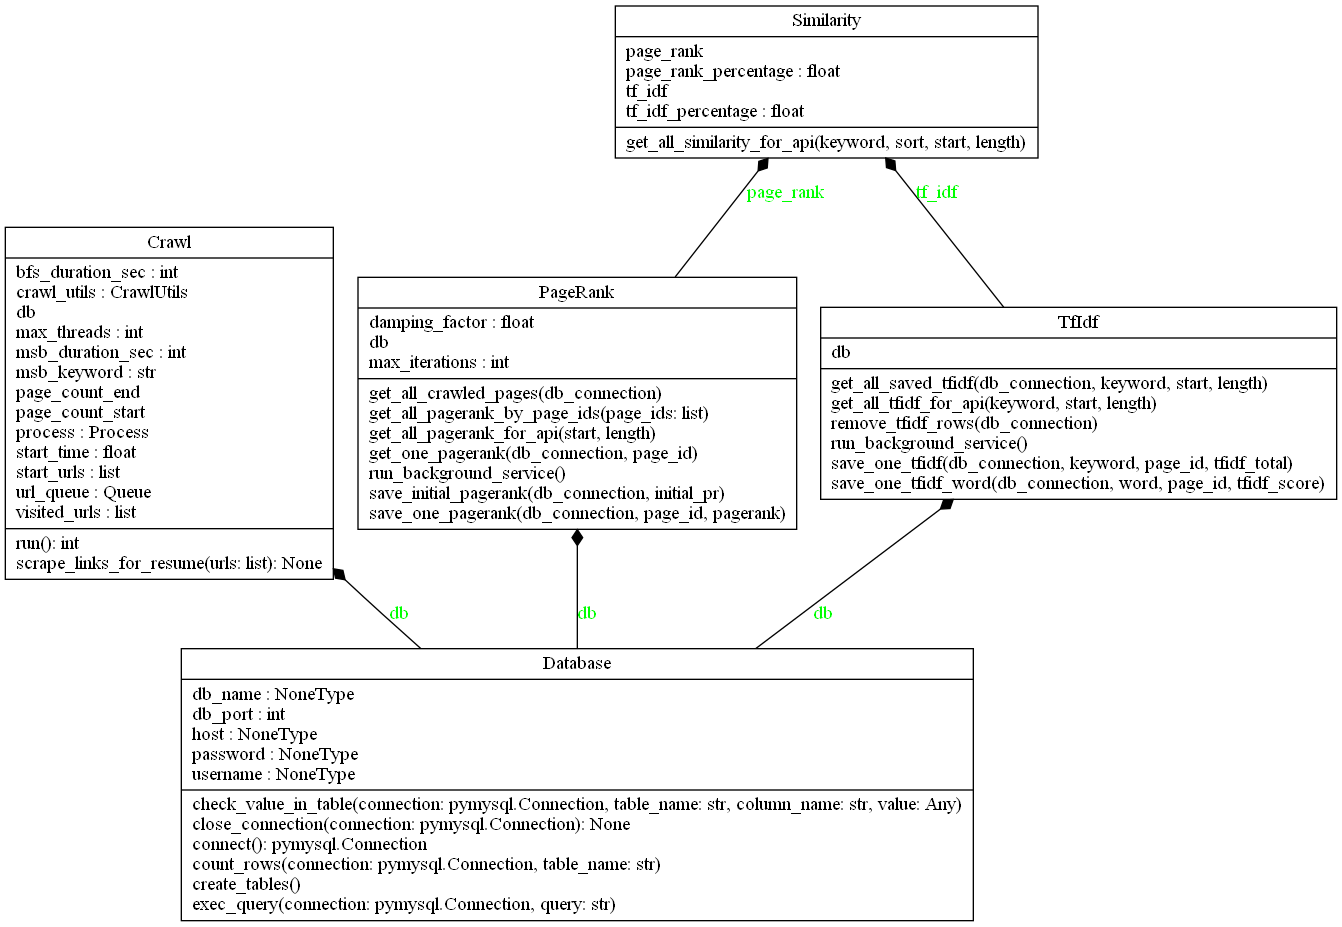 Similarity
page_rank
page_rank_percentage : float
tf_idf
tf_idf_percentage : float
get_all_similarity_for_api(keyword, sort, start, length)
page_rank
tf_idf
Crawl
bfs_duration_sec : int
crawl_utils : CrawlUtils
db
max_threads : int
msb_duration_sec : int
msb_keyword : str
page_count_end
page_count_start
process : Process
start_time : float
start_urls : list
url_queue : Queue
visited_urls : list
run(): int
scrape_links_for_resume(urls: list): None
PageRank
damping_factor : float
db
max_iterations : int
get_all_crawled_pages(db_connection)
get_all_pagerank_by_page_ids(page_ids: list)
get_all_pagerank_for_api(start, length)
get_one_pagerank(db_connection, page_id)
run_background_service()
save_initial_pagerank(db_connection, initial_pr)
save_one_pagerank(db_connection, page_id, pagerank)
TfIdf
db
get_all_saved_tfidf(db_connection, keyword, start, length)
get_all_tfidf_for_api(keyword, start, length)
remove_tfidf_rows(db_connection)
run_background_service()
save_one_tfidf(db_connection, keyword, page_id, tfidf_total)
save_one_tfidf_word(db_connection, word, page_id, tfidf_score)
db
db
db
Database
db_name : NoneType
db_port : int
host : NoneType
password : NoneType
username : NoneType
check_value_in_table(connection: pymysql.Connection, table_name: str, column_name: str, value: Any)
close_connection(connection: pymysql.Connection): None
connect(): pymysql.Connection
count_rows(connection: pymysql.Connection, table_name: str)
create_tables()
exec_query(connection: pymysql.Connection, query: str)